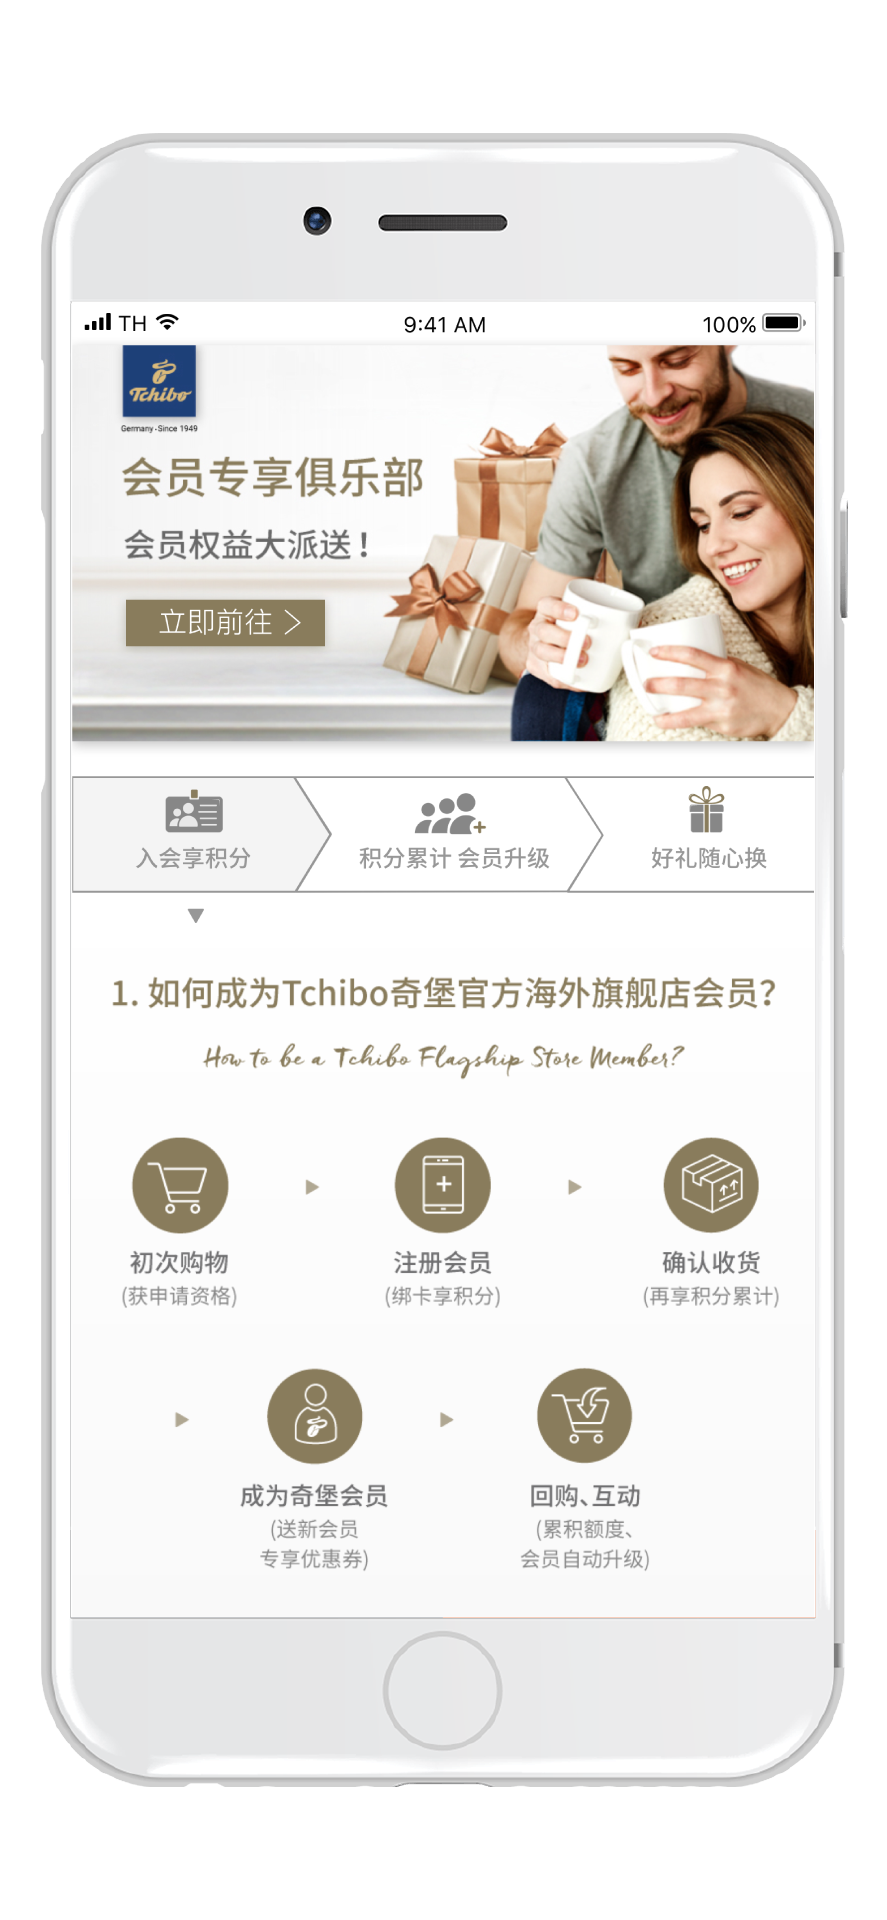 TH 9:41 AM 100%
Tchibo
Germany - Since 1949
会员专享俱乐部
会员权益大派送！
立即前往
入会享积分
积分累计 会员升级
好礼随心换
1. 如何成为Tchibo奇堡官方海外旗舰店会员?
How to be a Tchibo Flagship Store Member?
初次购物
(获申请资格)
注册会员
(绑卡享积分)
确认收货
(再享积分累计)
成为奇堡会员
(送新会员
专享优惠券)
回购、互动
(累积额度、
会员自动升级)